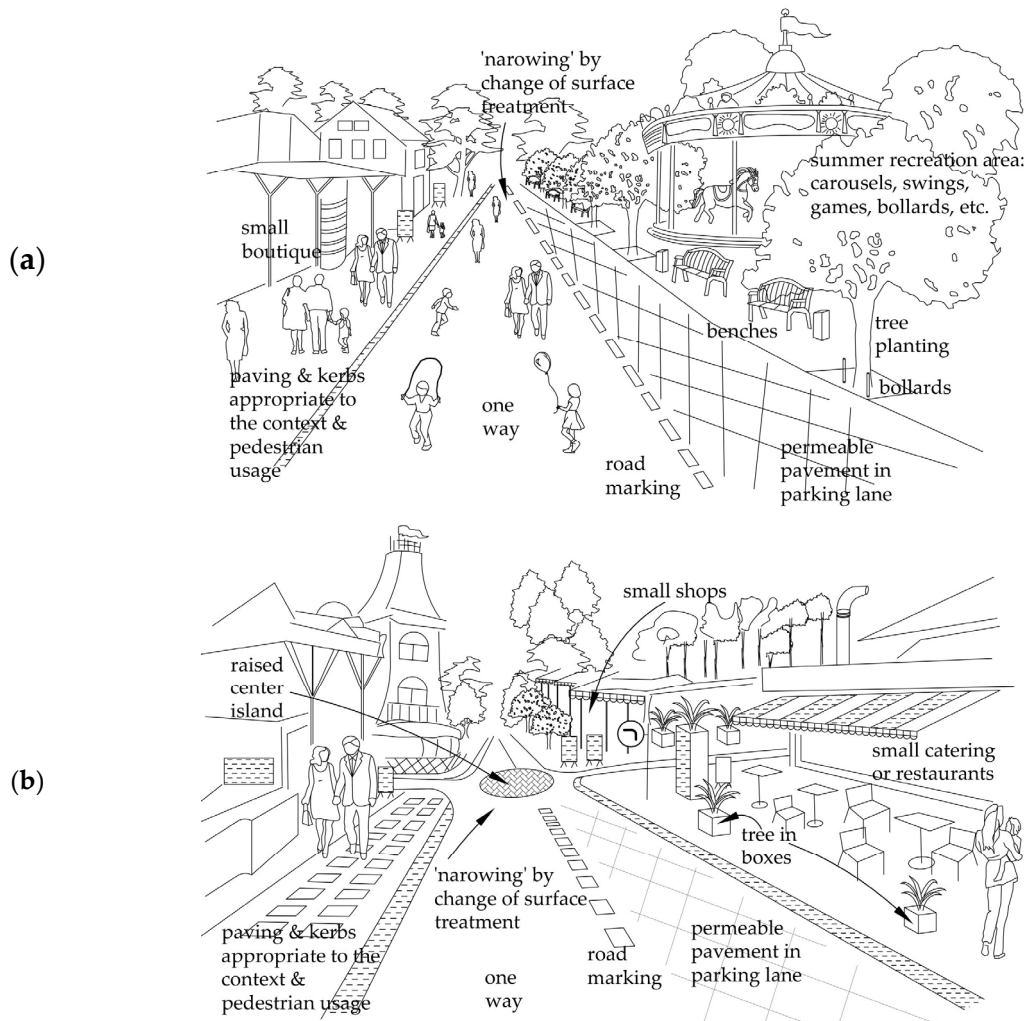 'narowing' by
change of surface
treatment
summer recreation area:
carousels, swings,
games, bollards, etc.
small
boutique
(a)
benches
tree
planting
bollards
paving & kerbs
appropriate to
the context &
pedestrian
usage
one
way
road
marking
permeable
pavement in
parking lane
small shops
raised
center
island
small catering
or restaurants
(b)
tree in
boxes
'narowing' by
change of surface
treatment
paving & kerbs
appropriate to the
context &
pedestrian usage
one
way
road
marking
permeable
pavement in
parking lane